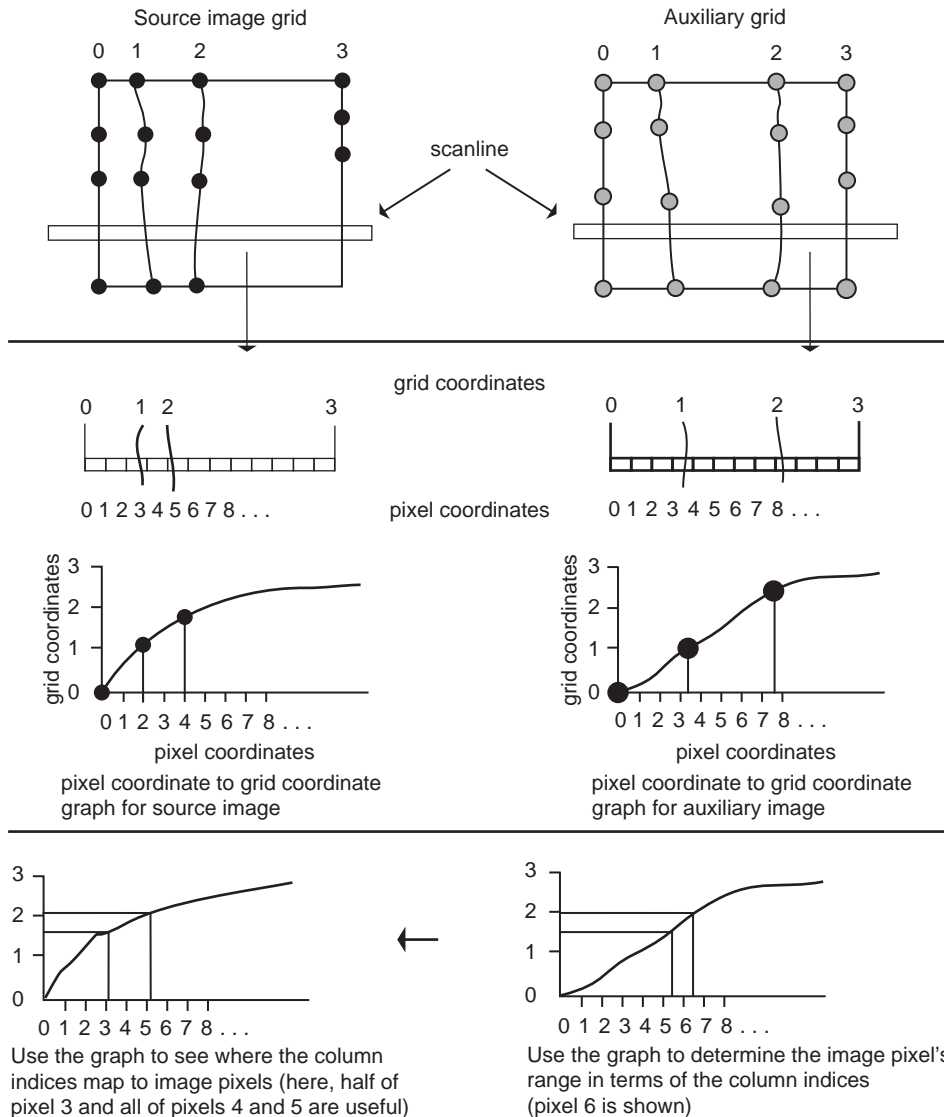 Source image grid
Auxiliary grid
0 1 2 3
0 1 2 3
scanline
grid coordinates
0 1 2 3
0 1 2 3
0 1 2 3 4 5 6 7 8 . . .
pixel coordinates
0 1 2 3 4 5 6 7 8 . . .
grid coordinates
3
2
1
0
0 1 2 3 4 5 6 7 8 . . .
pixel coordinates
pixel coordinate to grid coordinate
graph for source image
grid coordinates
3
2
1
0
0 1 2 3 4 5 6 7 8 . . .
pixel coordinates
pixel coordinate to grid coordinate
graph for auxiliary image
3
2
1
0
0 1 2 3 4 5 6 7 8 . . .
Use the graph to see where the column
indices map to image pixels (here, half of
pixel 3 and all of pixels 4 and 5 are useful)
3
2
1
0
0 1 2 3 4 5 6 7 8 . . .
Use the graph to determine the image pixel's
range in terms of the column indices
(pixel 6 is shown)